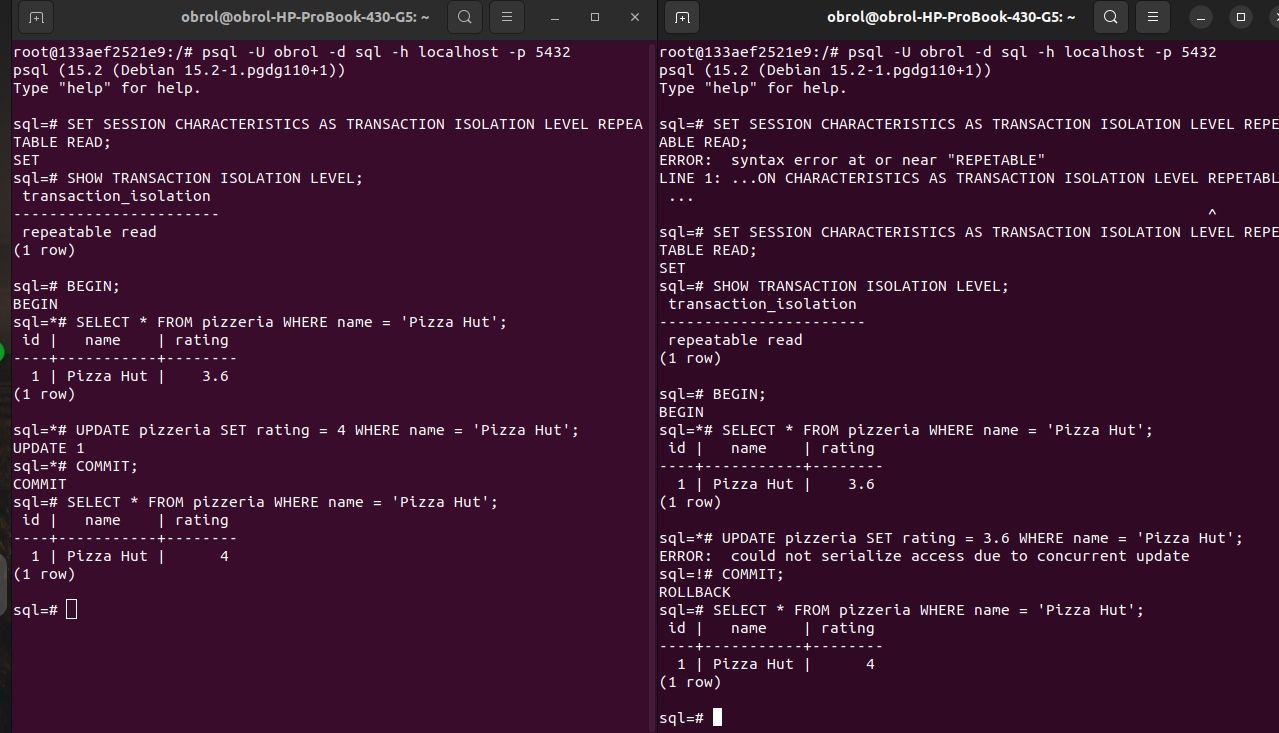 obrol@obrol-HP-ProBook-430-G5: ~
root@133aef2521e9:/# psql -U obrol -d sql -h localhost -p 5432
psql (15.2 (Debian 15.2-1.pgdg110+1))
Type "help" for help.
sql=# SET SESSION CHARACTERISTICS AS TRANSACTION ISOLATION LEVEL REPEA
TABLE READ;
SET
sql=# SHOW TRANSACTION ISOLATION LEVEL;
 transaction_isolation
-----------------------
 repeatable read
(1 row)
sql=# BEGIN;
BEGIN
sql=*# SELECT * FROM pizzeria WHERE name = 'Pizza Hut';
 id |   name    | rating
----+-----------+--------
  1 | Pizza Hut |    3.6
(1 row)
sql=*# UPDATE pizzeria SET rating = 4 WHERE name = 'Pizza Hut';
UPDATE 1
sql=*# COMMIT;
COMMIT
sql=# SELECT * FROM pizzeria WHERE name = 'Pizza Hut';
 id |   name    | rating
----+-----------+--------
  1 | Pizza Hut |      4
(1 row)
sql=#
obrol@obrol-HP-ProBook-430-G5: ~
root@133aef2521e9:/# psql -U obrol -d sql -h localhost -p 5432
psql (15.2 (Debian 15.2-1.pgdg110+1))
Type "help" for help.
sql=# SET SESSION CHARACTERISTICS AS TRANSACTION ISOLATION LEVEL REPE
ABLE READ;
ERROR:  syntax error at or near "REPETABLE"
LINE 1: ...ON CHARACTERISTICS AS TRANSACTION ISOLATION LEVEL REPETABL
 ...
^
sql=# SET SESSION CHARACTERISTICS AS TRANSACTION ISOLATION LEVEL REPE
TABLE READ;
SET
sql=# SHOW TRANSACTION ISOLATION LEVEL;
 transaction_isolation
-----------------------
 repeatable read
(1 row)
sql=# BEGIN;
BEGIN
sql=*# SELECT * FROM pizzeria WHERE name = 'Pizza Hut';
 id |   name    | rating
----+-----------+--------
  1 | Pizza Hut |    3.6
(1 row)
sql=*# UPDATE pizzeria SET rating = 3.6 WHERE name = 'Pizza Hut';
ERROR:  could not serialize access due to concurrent update
sql=!# COMMIT;
ROLLBACK
sql=# SELECT * FROM pizzeria WHERE name = 'Pizza Hut';
 id |   name    | rating
----+-----------+--------
  1 | Pizza Hut |      4
(1 row)
sql=#